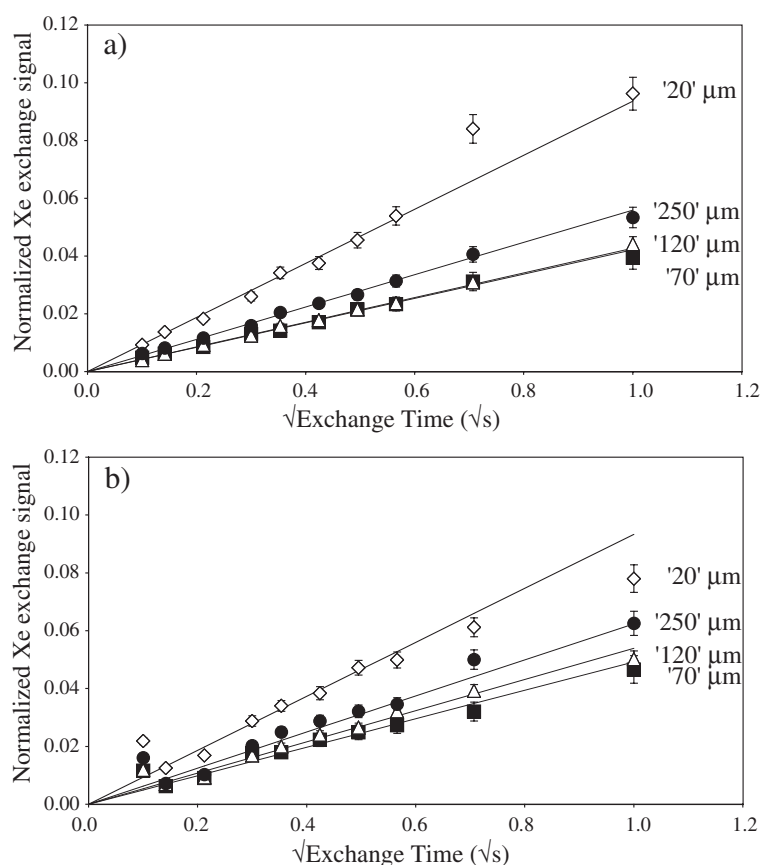 a)
0.12
0.10
0.08
0.06
0.04
0.02
0.00
Normalized Xe exchange signal
'20' μm
'250' μm
'120' μm
'70' μm
0.0 0.2 0.4 0.6 0.8 1.0 1.2
√Exchange Time (√s)
b)
0.12
0.10
0.08
0.06
0.04
0.02
0.00
Normalized Xe exchange signal
'20' μm
'250' μm
'120' μm
'70' μm
0.0 0.2 0.4 0.6 0.8 1.0 1.2
√Exchange Time (√s)